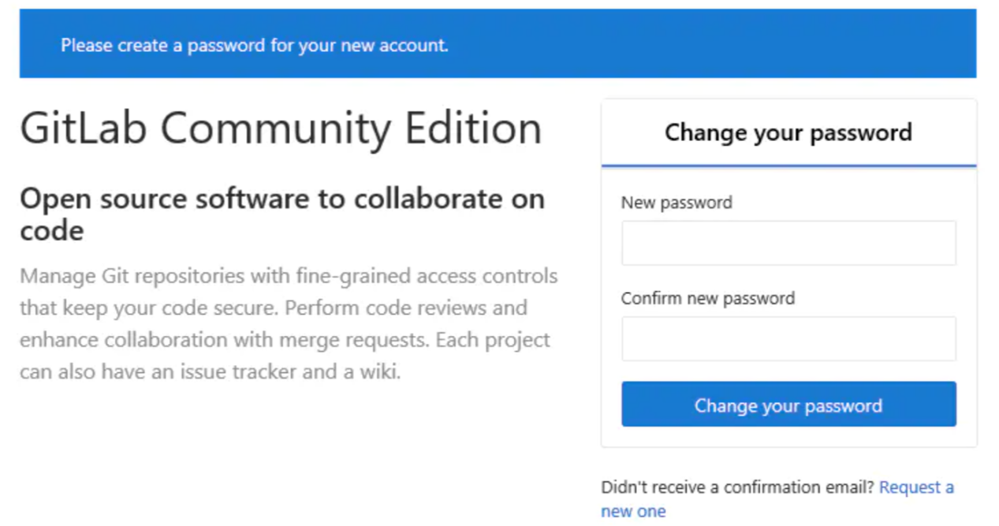 Please create a password for your new account.
GitLab Community Edition
Open source software to collaborate on
code
Manage Git repositories with fine-grained access controls
that keep your code secure. Perform code reviews and
enhance collaboration with merge requests. Each project
can also have an issue tracker and a wiki.
Change your password
New password
Confirm new password
Change your password
Didn't receive a confirmation email? Request a
new one